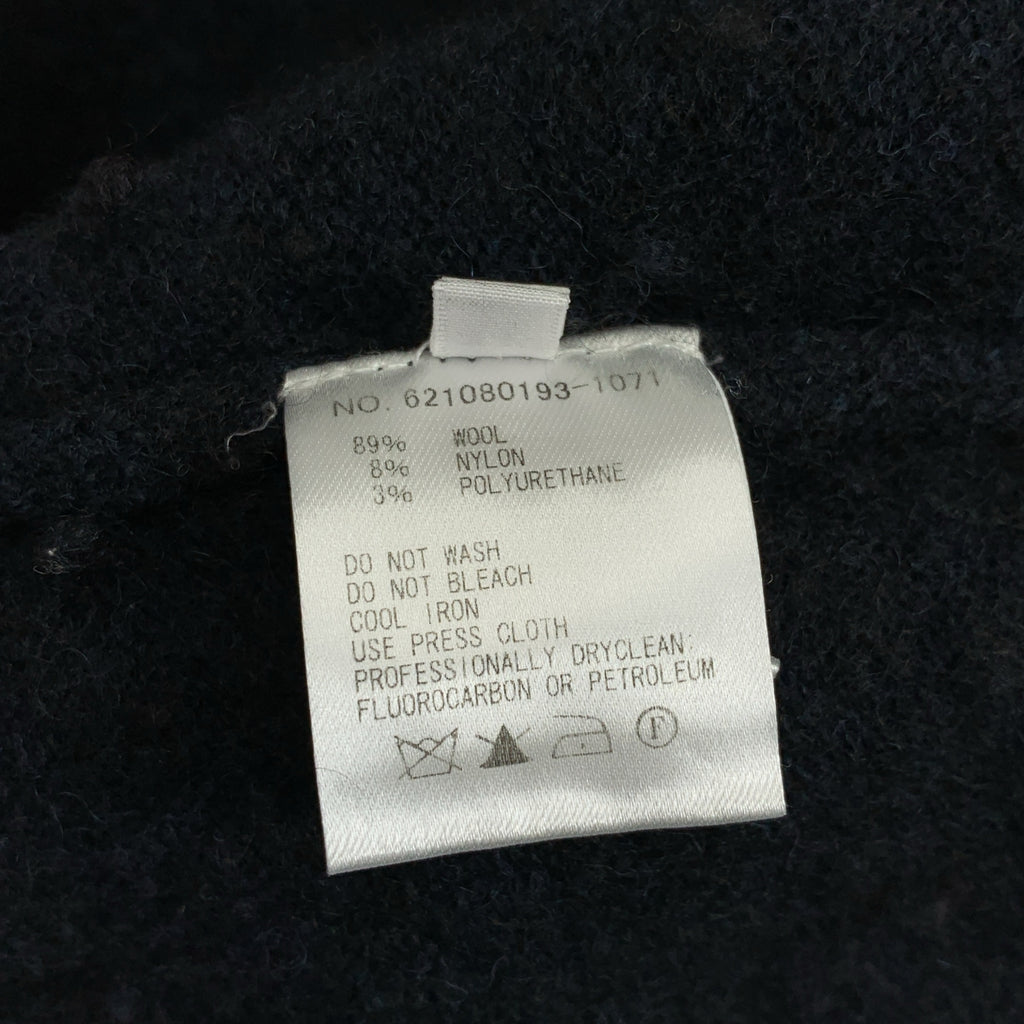 NO. 621080193-1071
89% WOOL
8% NYLON
3% POLYURETHANE
DO NOT WASH
DO NOT BLEACH
COOL IRON
USE PRESS CLOTH
PROFESSIONALLY DRYCLEAN:
FLUOROCARBON OR PETROLEUM
F